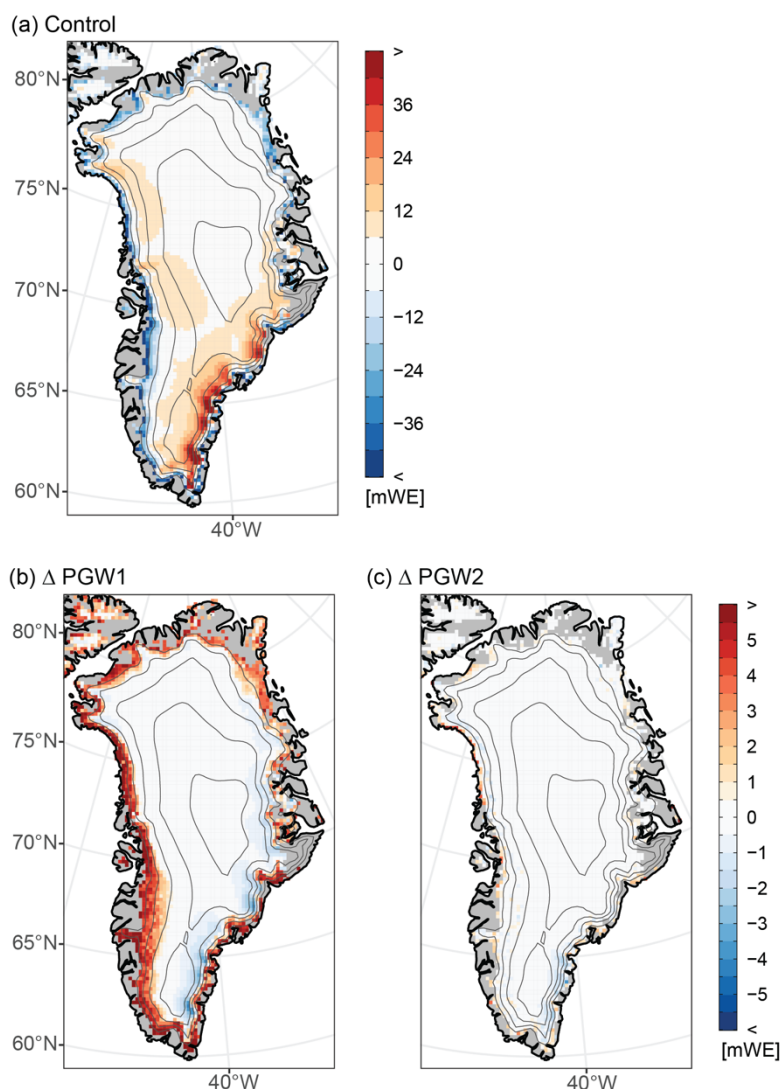 (a) Control
80°N
75°N
70°N
65°N
60°N
40°W
>
36
24
12
0
−12
−24
−36
<
[mWE]
(b) Δ PGW1
80°N
75°N
70°N
65°N
60°N
40°W
(c) Δ PGW2
40°W
>
5
4
3
2
1
0
−1
−2
−3
−4
−5
<
[mWE]